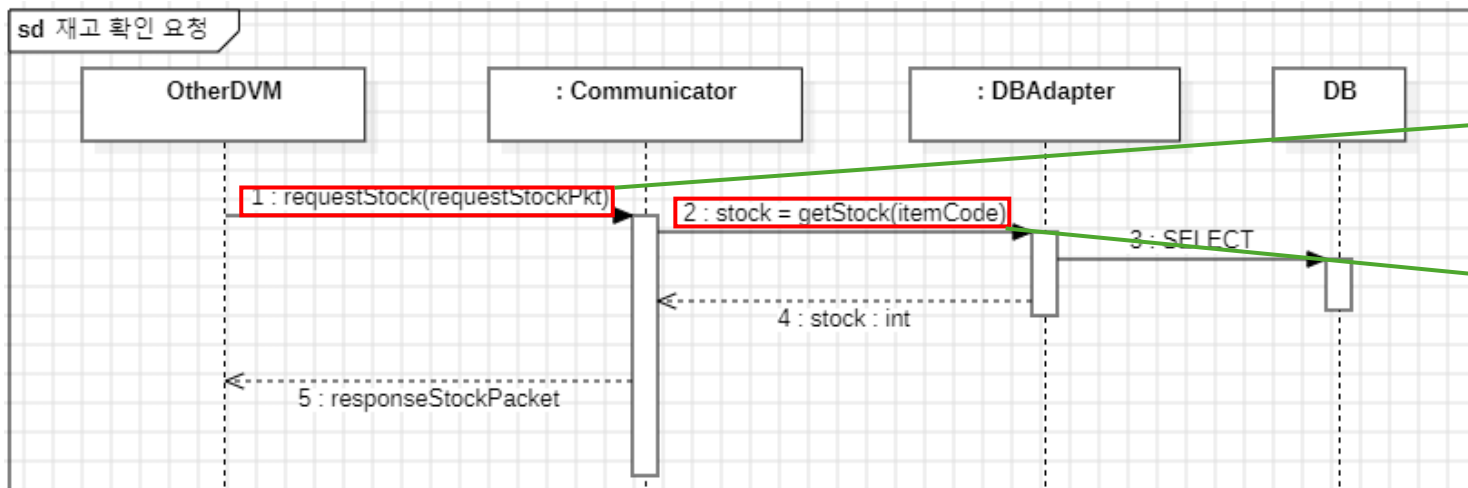 sd 재고 확인 요청
OtherDVM
: Communicator
: DBAdapter
DB
1 : requestStock(requestStockPkt)
2 : stock = getStock(itemCode)
3 : SELECT
4 : stock : int
5 : responseStockPacket